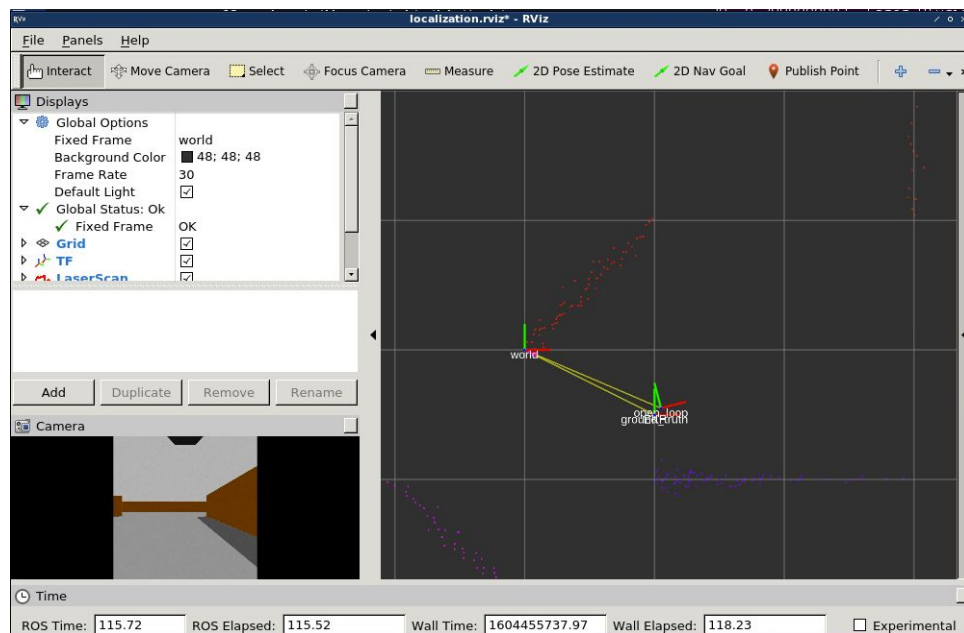 localization.rviz* - RViz
File Panels Help
Interact Move Camera Select Focus Camera Measure 2D Pose Estimate 2D Nav Goal Publish Point
Displays
Global Options
Fixed Frame world
Background Color 48; 48; 48
Frame Rate 30
Default Light
Global Status: Ok
Fixed Frame OK
Grid
TF
LaserScan
Add Duplicate Remove Rename
Camera
world
open_loop
ground_truth
Time
ROS Time: 115.72 ROS Elapsed: 115.52 Wall Time: 1604455737.97 Wall Elapsed: 118.23 Experimental